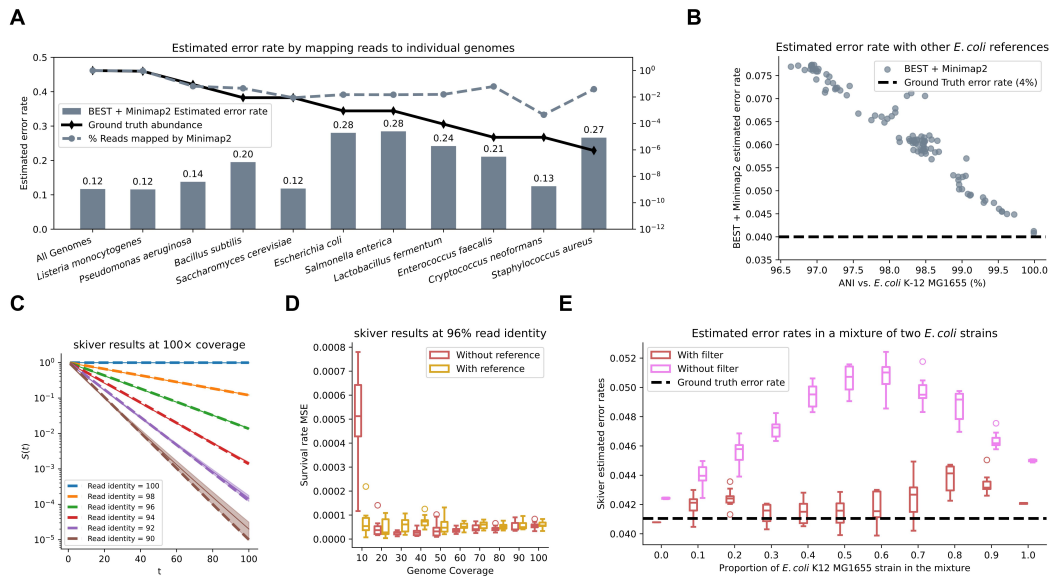 A
Estimated error rate by mapping reads to individual genomes
Estimated error rate
0.5
0.4
0.3
0.2
0.1
0.0
BEST + Minimap2 Estimated error rate
Ground truth abundance
% Reads mapped by Minimap2
0.12
0.12
0.14
0.20
0.12
0.28
0.28
0.24
0.21
0.13
0.27
10⁰
10⁻²
10⁻⁴
10⁻⁶
10⁻⁸
10⁻¹⁰
10⁻¹²
All Genomes
Listeria monocytogenes
Pseudomonas aeruginosa
Bacillus subtilis
Saccharomyces cerevisiae
Escherichia coli
Salmonella enterica
Lactobacillus fermentum
Enterococcus faecalis
Cryptococcus neoformans
Staphylococcus aureus
B
Estimated error rate with other E. coli references
BEST + Minimap2 estimated error rate
0.075
0.070
0.065
0.060
0.055
0.050
0.045
0.040
0.035
BEST + Minimap2
Ground Truth error rate (4%)
96.5 97.0 97.5 98.0 98.5 99.0 99.5 100.0
ANI vs. E. coli K-12 MG1655 (%)
C
skiver results at 100× coverage
S(t)
10⁰
10⁻¹
10⁻²
10⁻³
10⁻⁴
10⁻⁵
Read identity = 100
Read identity = 98
Read identity = 96
Read identity = 94
Read identity = 92
Read identity = 90
0 20 40 60 80 100
t
D
skiver results at 96% read identity
Survival rate MSE
0.0008
0.0007
0.0006
0.0005
0.0004
0.0003
0.0002
0.0001
0.0000
Without reference
With reference
10 20 30 40 50 60 70 80 90 100
Genome Coverage
E
Estimated error rates in a mixture of two E. coli strains
Skiver estimated error rates
0.052
0.050
0.048
0.046
0.044
0.042
0.040
With filter
Without filter
Ground truth error rate
0.0 0.1 0.2 0.3 0.4 0.5 0.6 0.7 0.8 0.9 1.0
Proportion of E. coli K12 MG1655 strain in the mixture